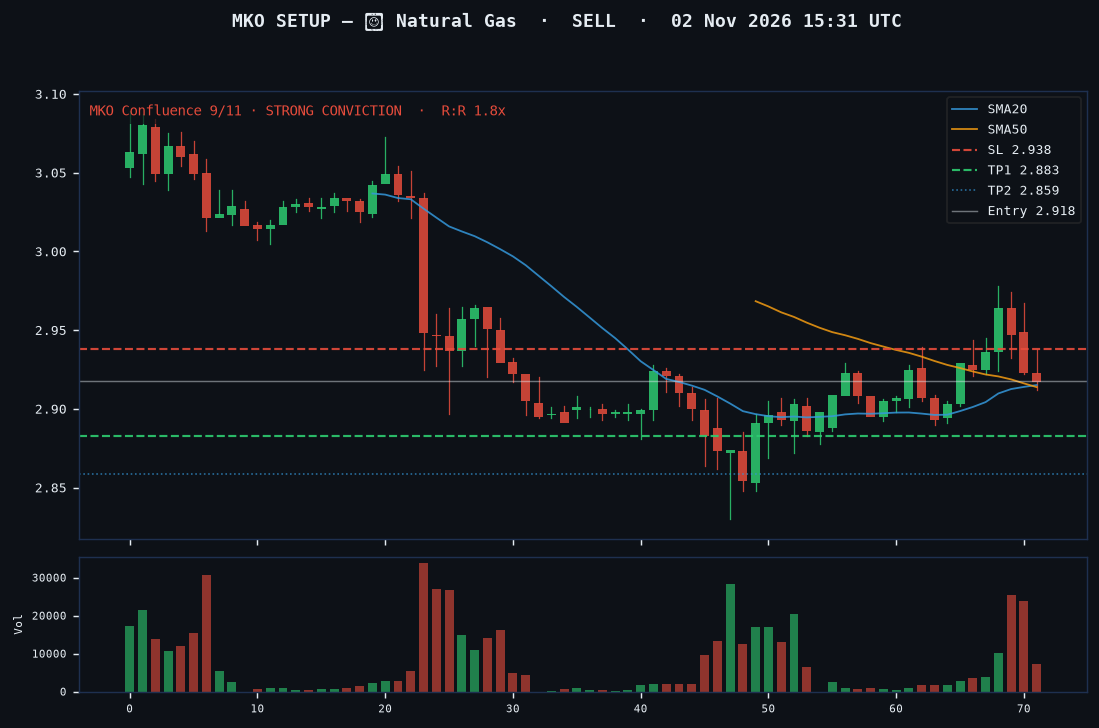 MKO SETUP — Natural Gas · SELL · 02 Nov 2026 15:31 UTC
MKO Confluence 9/11 · STRONG CONVICTION · R:R 1.8x
SMA20
SMA50
SL 2.938
TP1 2.883
TP2 2.859
Entry 2.918
3.10
3.05
3.00
2.95
2.90
2.85
Vol
30000
20000
10000
0
0 10 20 30 40 50 60 70